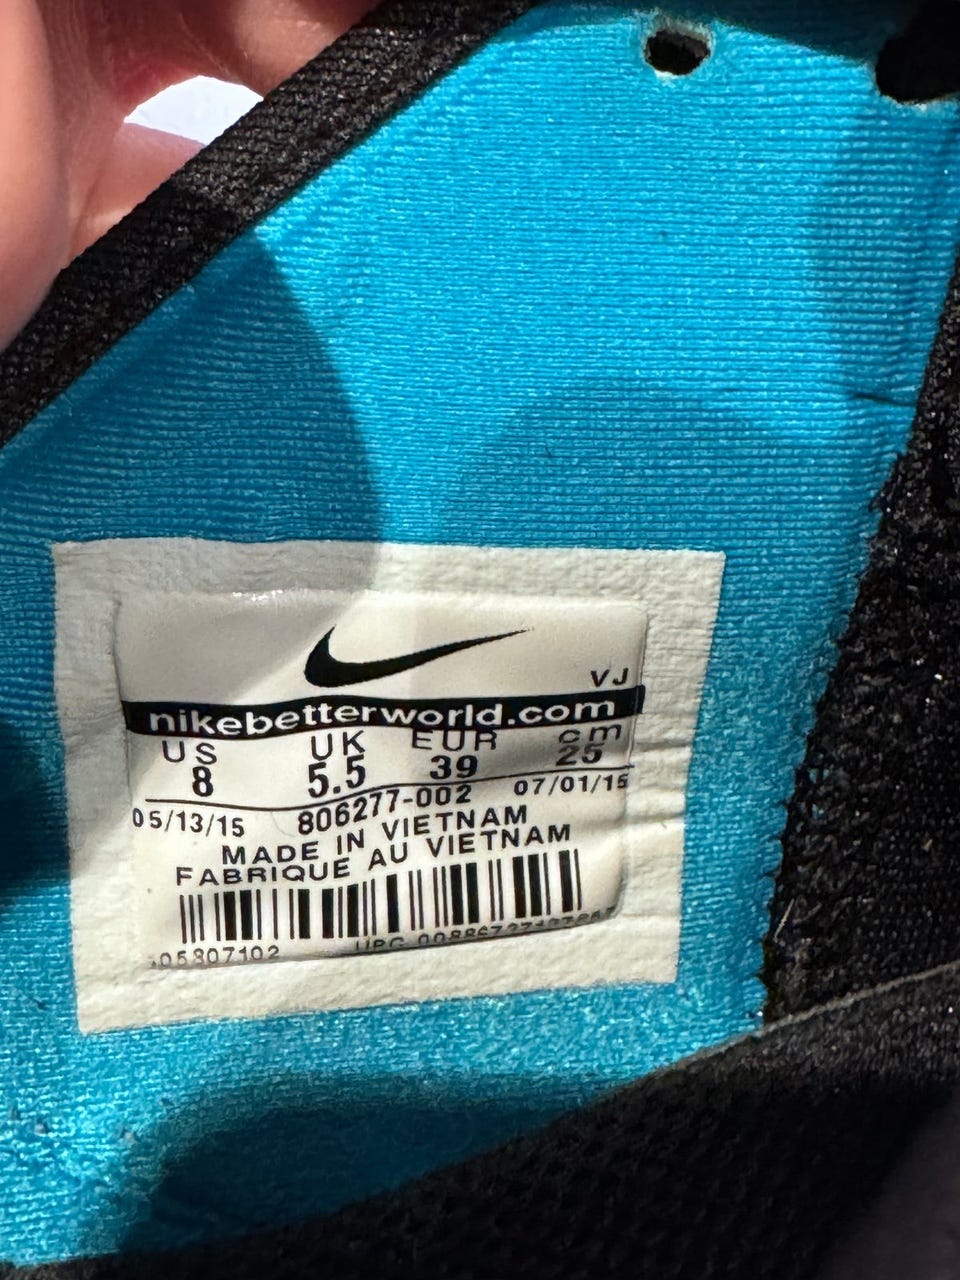 VJ
nikebetterworld.com
US UK EUR cm
8 5.5 39 25
05/13/15 806277-002 07/01/15
MADE IN VIETNAM
FABRIQUE AU VIETNAM
UPC